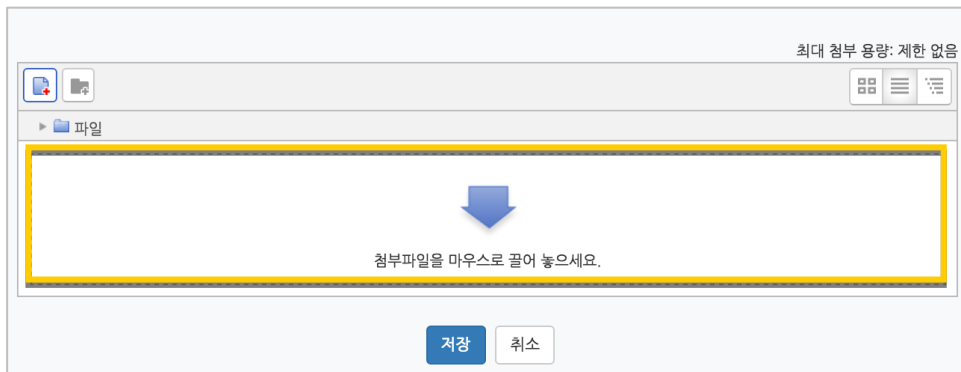 최대 첨부 용량: 제한 없음
파일
첨부파일을 마우스로 끌어 놓으세요.
저장 취소